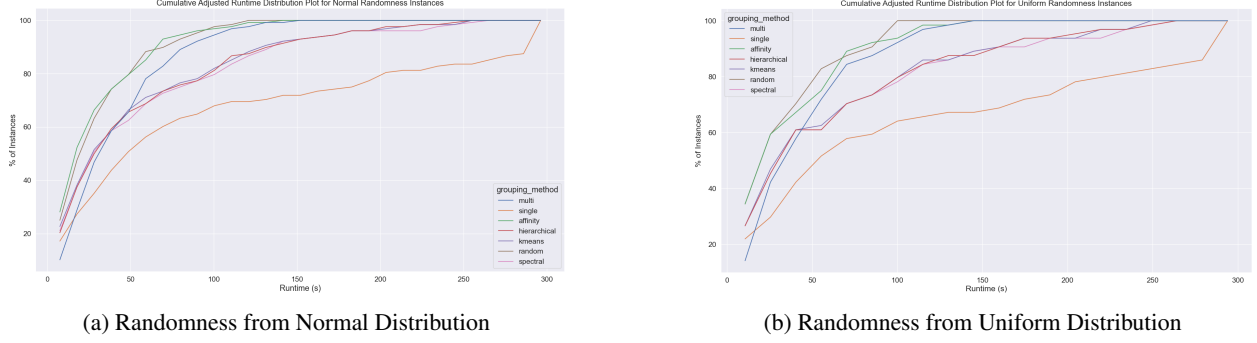 Cumulative Adjusted Runtime Distribution Plot for Normal Randomness Instances
100
80
60
40
20
% of Instances
0
50
100
150
200
250
300
Runtime (s)
grouping_method
multi
single
affinity
hierarchical
kmeans
random
spectral
(a) Randomness from Normal Distribution
Cumulative Adjusted Runtime Distribution Plot for Uniform Randomness Instances
100
80
60
40
20
% of Instances
0
50
100
150
200
250
300
Runtime (s)
grouping_method
multi
single
affinity
hierarchical
kmeans
random
spectral
(b) Randomness from Uniform Distribution